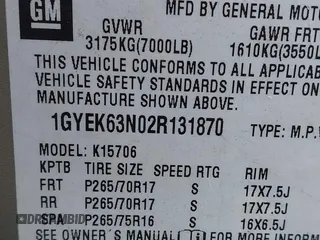 GM
MFD BY GENERAL MOTO
GVWR GAWR FRT
3175KG(7000LB) 1610KG(3550L
THIS VEHICLE CONFORMS TO ALL APPLICAB
SAFETY STANDARDS IN EFFECT ON
MANUFACTURE SHOWN ABOVE.
1GYEK63N02R131870 TYPE: M.P.V
MODEL: K15706
KPTB TIRE SIZE SPEED RTG RIM
FRT P265/70R17 S 17X7.5J
RR P265/70R17 S 17X7.5J
SPA P265/75R16 S 16X6.5J
SEE OWNER'S MANUAL FOR MORE INFORM